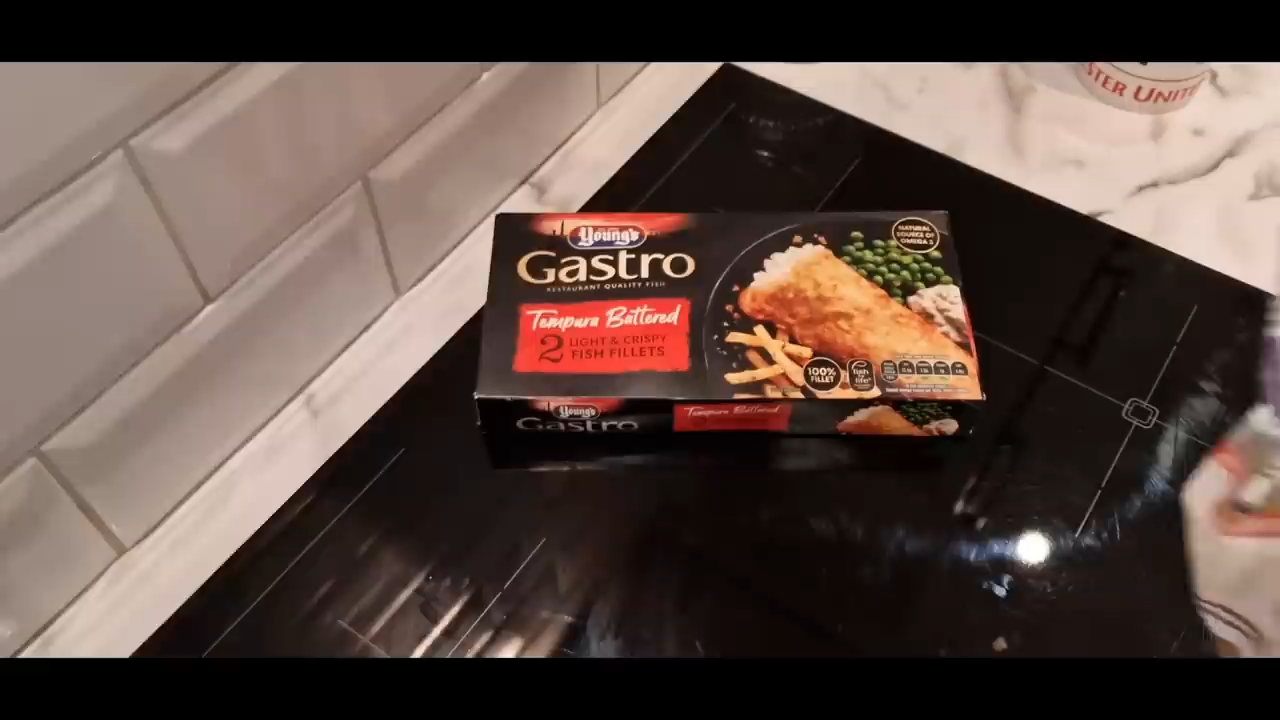 STER UNIT
Young's
Gastro
RESTAURANT QUALITY FISH
Tempura Battered
2 LIGHT & CRISPY
FISH FILLETS
NATURAL
SOURCE OF
OMEGA 3
100%
FILLET
fish
for
life
Young's
Gastro
Tempura Battered